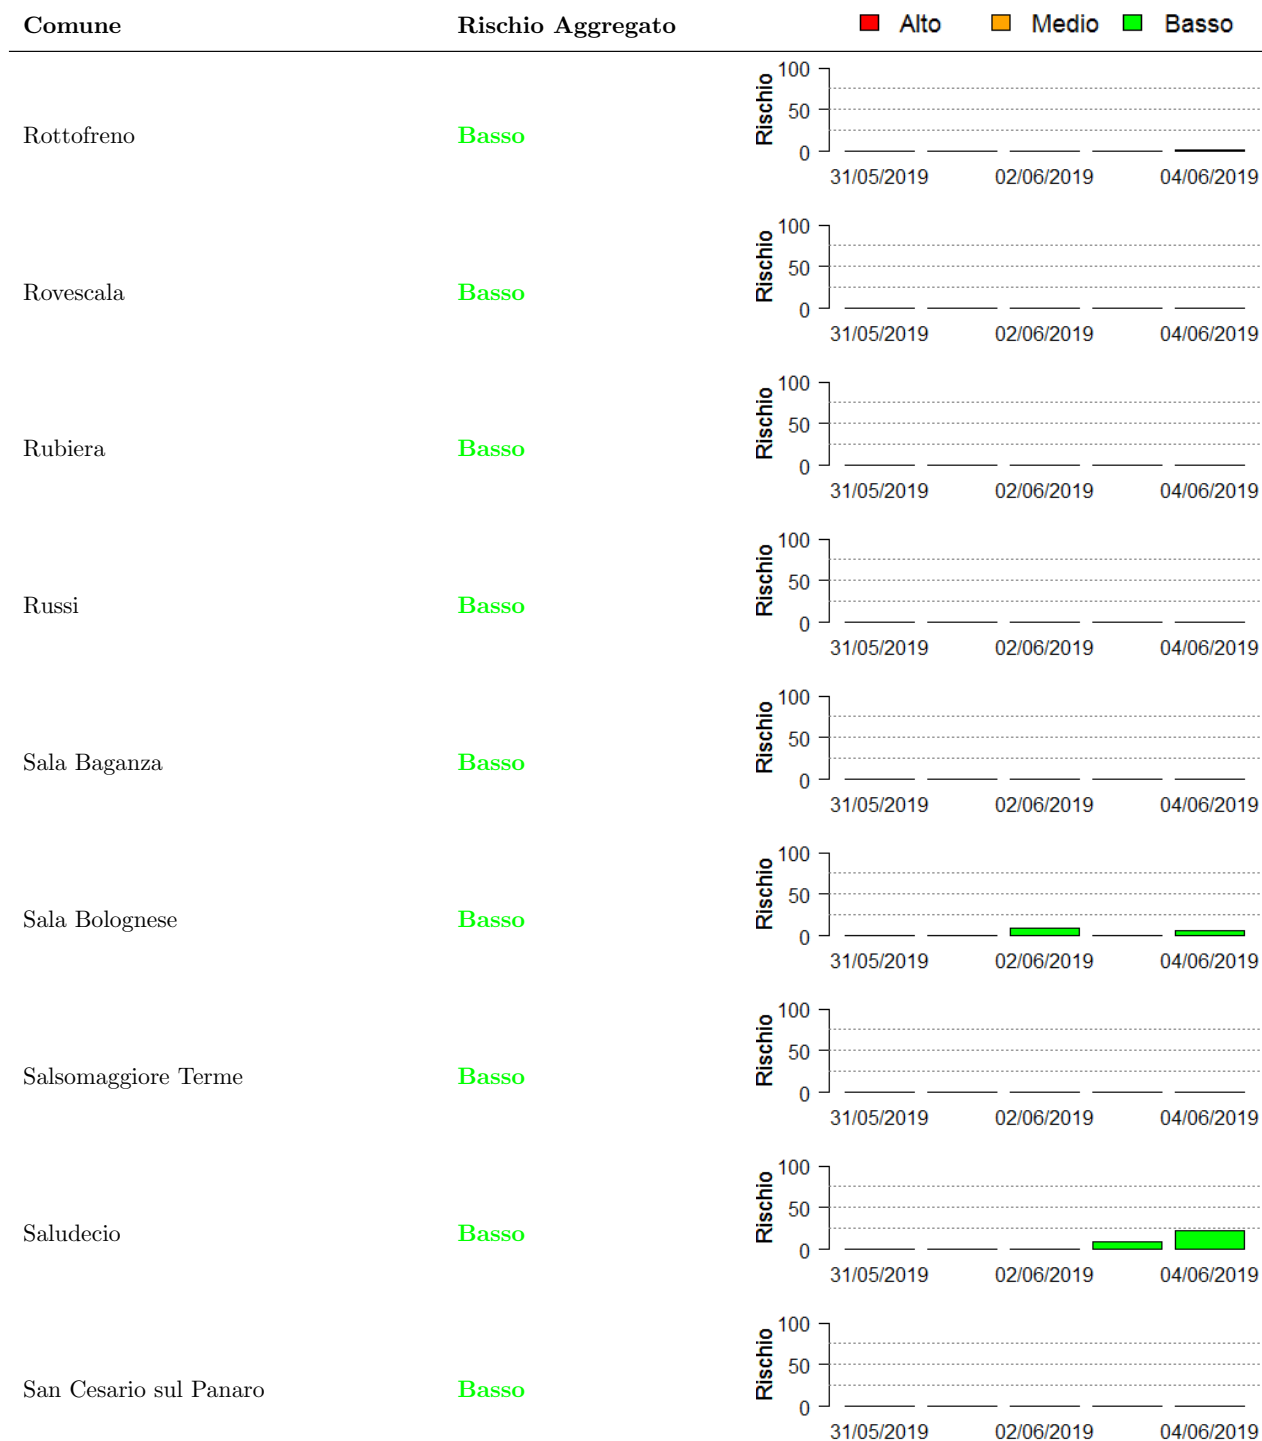 Comune Rischio Aggregato Alto Medio Basso
100
Rischio
50
Rottofreno Basso
0
31/05/2019 02/06/2019 04/06/2019
100
Rischio
50
Rovescala Basso
0
31/05/2019 02/06/2019 04/06/2019
100
Rischio
50
Rubiera Basso
0
31/05/2019 02/06/2019 04/06/2019
100
Rischio
50
Russi Basso
0
31/05/2019 02/06/2019 04/06/2019
100
Rischio
50
Sala Baganza Basso
0
31/05/2019 02/06/2019 04/06/2019
100
Rischio
50
Sala Bolognese Basso
0
31/05/2019 02/06/2019 04/06/2019
100
Rischio
50
Salsomaggiore Terme Basso
0
31/05/2019 02/06/2019 04/06/2019
100
Rischio
50
Saludecio Basso
0
31/05/2019 02/06/2019 04/06/2019
100
Rischio
50
San Cesario sul Panaro Basso
0
31/05/2019 02/06/2019 04/06/2019